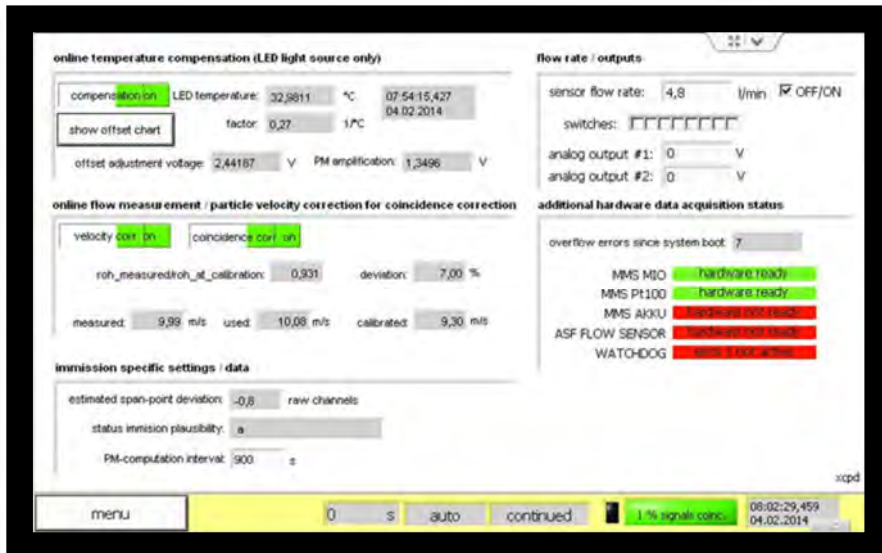 online temperature compensation (LED light source only)
compensation on LED temperature: 32,9811 °C 07:54:15,427
04.02.2014
show offset chart
factor: 0,27 1/°C
offset adjustment voltage: 2,44187 V PM amplification: 1,3496 V
online flow measurement / particle velocity correction for coincidence correction
velocity corr. on coincidence corr. on
roh_measured/roh_at_calibration: 0,931 deviation: 7,00 %
measured: 9,99 m/s used: 10,08 m/s calibrated: 9,30 m/s
immission specific settings / data
estimated span-point deviation: -0,8 raw channels
status immision plausibility: a
PM-computation interval: 900 s
flow rate / outputs
sensor flow rate: 4,8 l/min OFF/ON
switches:
analog output #1: 0 V
analog output #2: 0 V
additional hardware data acquisition status
overflow errors since system boot: 7
MMS MIO hardware ready
MMS Pt100 hardware ready
MMS AKKU hardware not ready
ASF FLOW SENSOR hardware not ready
WATCHDOG not active
xcpd
menu 0 s auto continued 1 % signals coinc. 08:02:29,459
04.02.2014